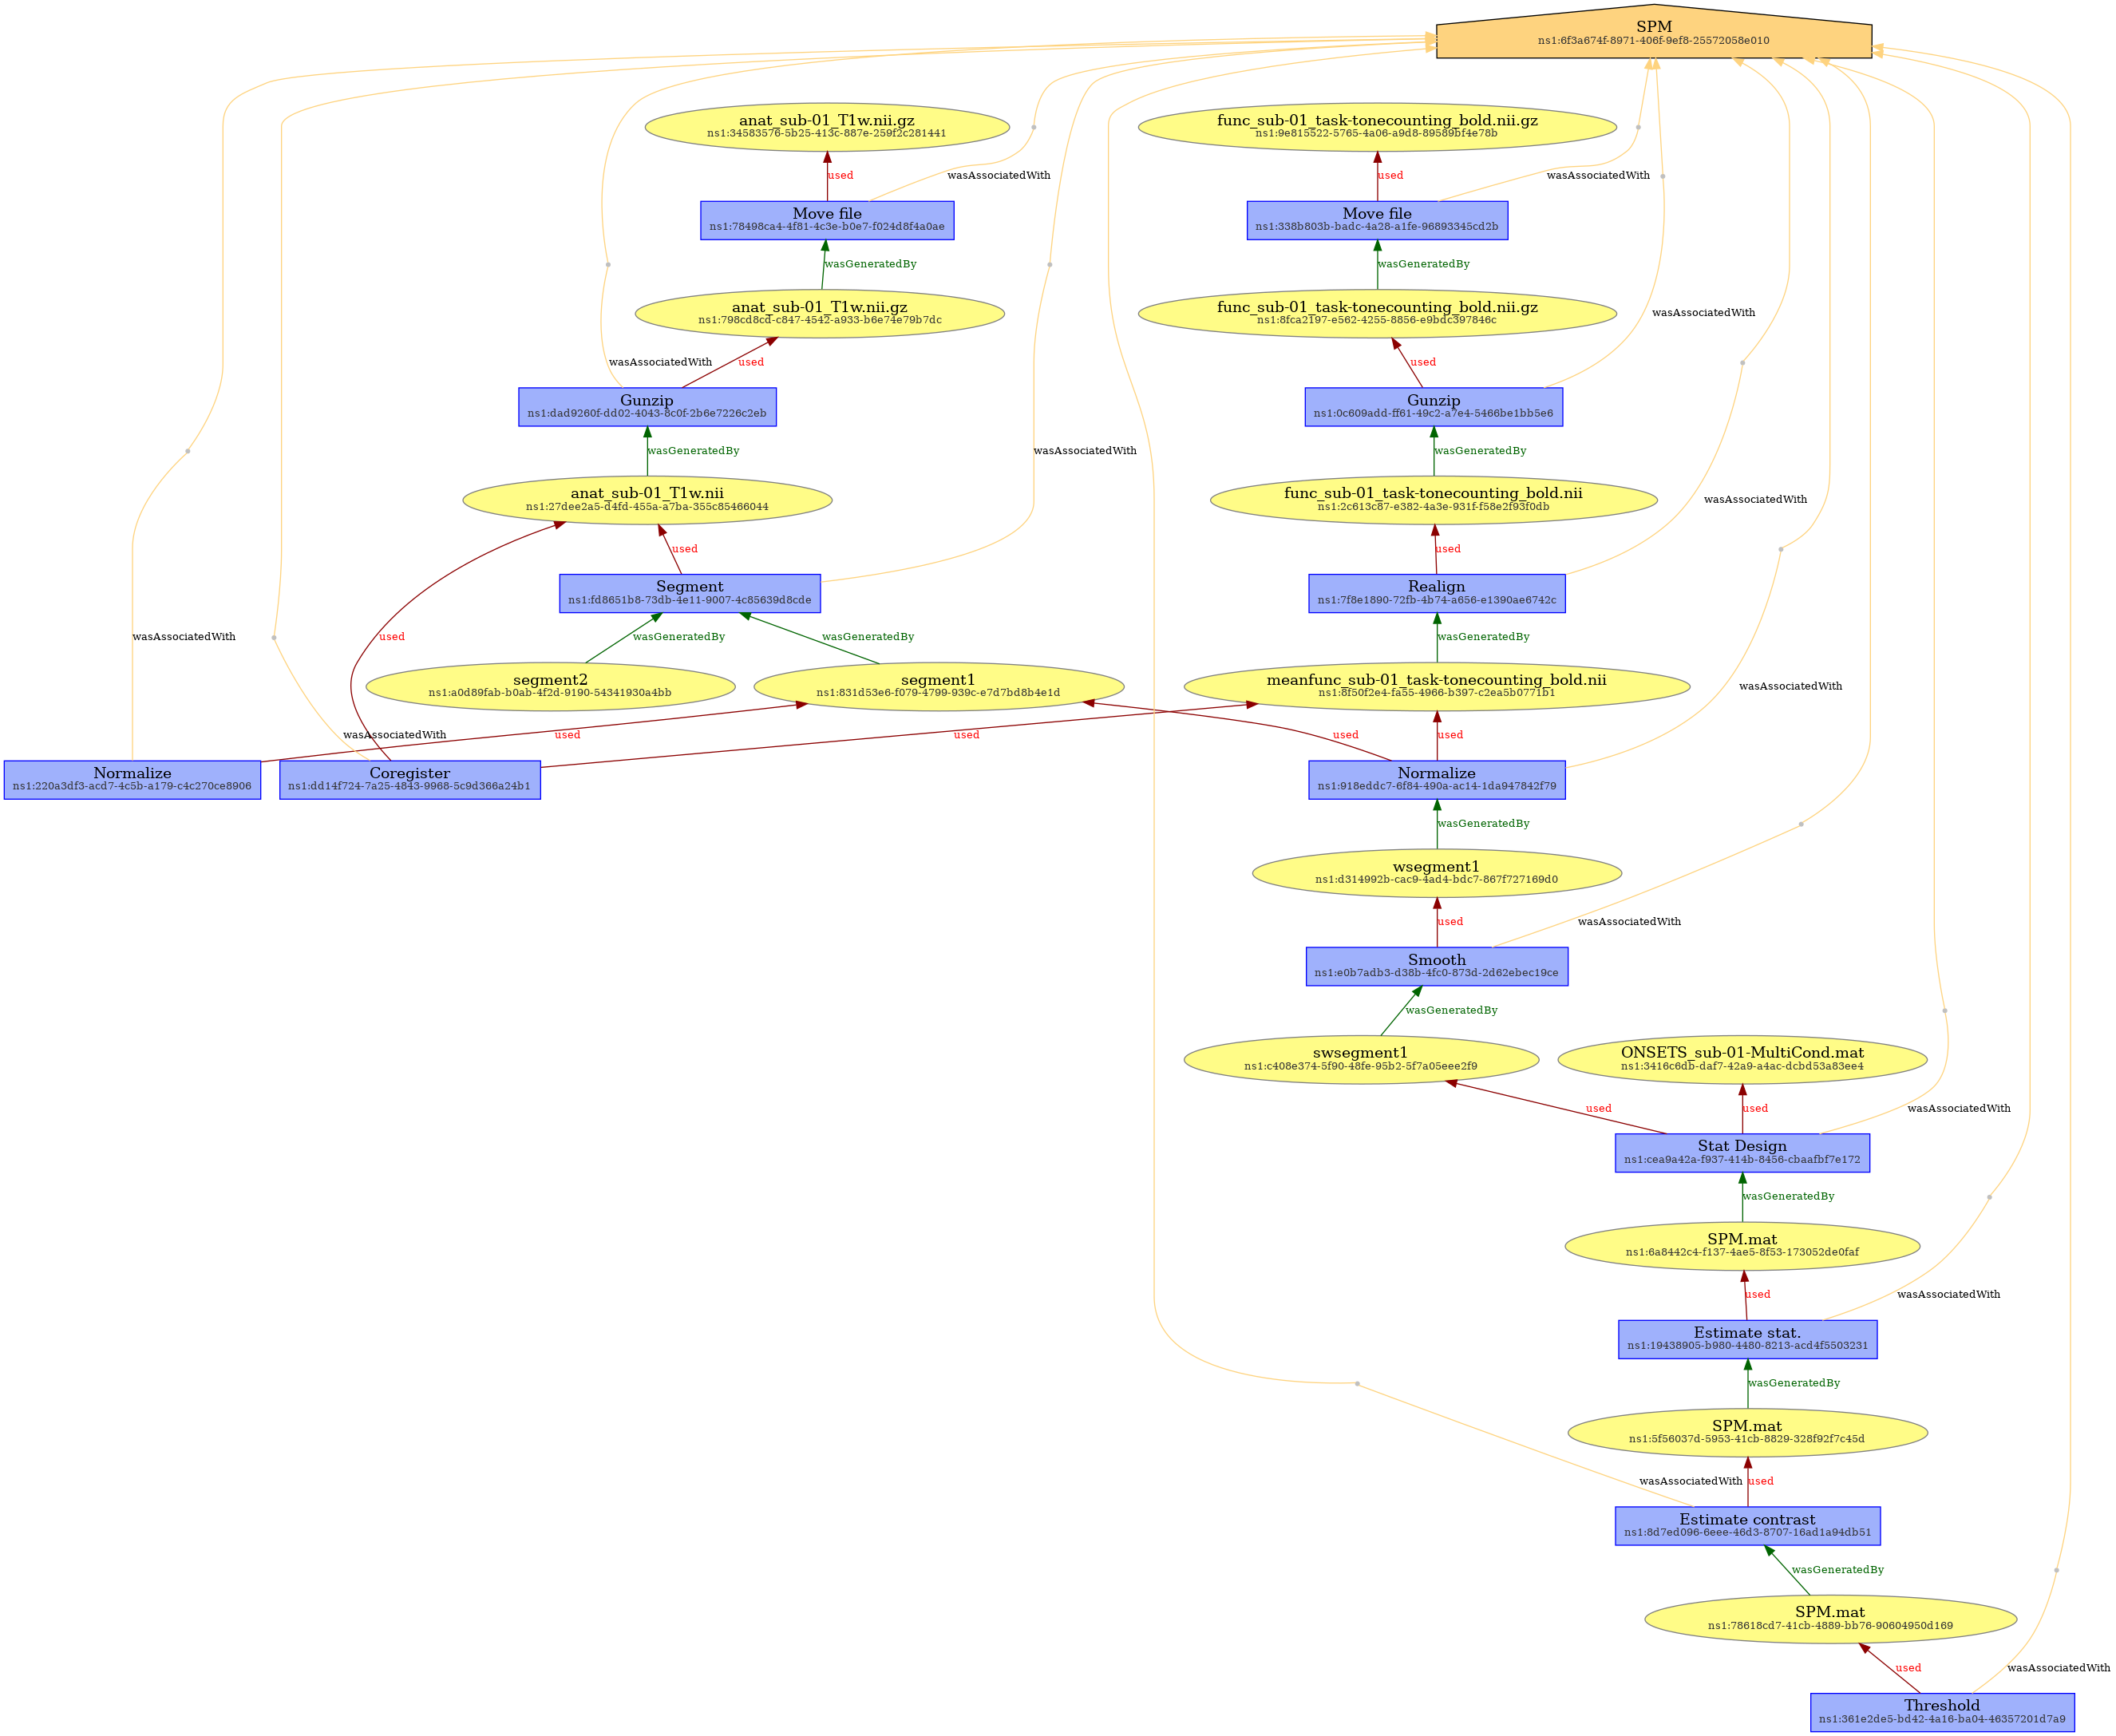 SPM
ns1:6f3a674f-8971-406f-9ef8-25572058e010
anat_sub-01_T1w.nii.gz
ns1:34583576-5b25-413c-887e-259f2c281441
func_sub-01_task-tonecounting_bold.nii.gz
ns1:9e815522-5765-4a06-a9d8-89589bf4e78b
used
wasAssociatedWith
used
wasAssociatedWith
Move file
ns1:78498ca4-4f81-4c3e-b0e7-f024d8f4a0ae
Move file
ns1:338b803b-badc-4a28-a1fe-96893345cd2b
wasGeneratedBy
wasGeneratedBy
anat_sub-01_T1w.nii.gz
ns1:798cd8cd-c847-4542-a933-b6e74e79b7dc
func_sub-01_task-tonecounting_bold.nii.gz
ns1:8fca2197-e562-4255-8856-e9bdc397846c
wasAssociatedWith
wasAssociatedWith
used
used
Gunzip
ns1:dad9260f-dd02-4043-8c0f-2b6e7226c2eb
Gunzip
ns1:0c609add-ff61-49c2-a7e4-5466be1bb5e6
wasGeneratedBy
wasAssociatedWith
wasGeneratedBy
anat_sub-01_T1w.nii
ns1:27dee2a5-d4fd-455a-a7ba-355c85466044
func_sub-01_task-tonecounting_bold.nii
ns1:2c613c87-e382-4a3e-931f-f58e2f93f0db
wasAssociatedWith
used
used
Segment
ns1:fd8651b8-73db-4e11-9007-4c85639d8cde
Realign
ns1:7f8e1890-72fb-4b74-a656-e1390ae6742c
wasAssociatedWith
used
wasGeneratedBy
wasGeneratedBy
wasGeneratedBy
segment2
ns1:a0d89fab-b0ab-4f2d-9190-54341930a4bb
segment1
ns1:831d53e6-f079-4799-939c-e7d7bd8b4e1d
meanfunc_sub-01_task-tonecounting_bold.nii
ns1:8f50f2e4-fa55-4966-b397-c2ea5b0771b1
wasAssociatedWith
wasAssociatedWith
used
used
used
used
Normalize
ns1:220a3df3-acd7-4c5b-a179-c4c270ce8906
Coregister
ns1:dd14f724-7a25-4843-9968-5c9d366a24b1
Normalize
ns1:918eddc7-6f84-490a-ac14-1da947842f79
wasGeneratedBy
wsegment1
ns1:d314992b-cac9-4ad4-bdc7-867f727169d0
used
wasAssociatedWith
Smooth
ns1:e0b7adb3-d38b-4fc0-873d-2d62ebec19ce
wasGeneratedBy
swsegment1
ns1:c408e374-5f90-48fe-95b2-5f7a05eee2f9
ONSETS_sub-01-MultiCond.mat
ns1:3416c6db-daf7-42a9-a4ac-dcbd53a83ee4
used
used
wasAssociatedWith
Stat Design
ns1:cea9a42a-f937-414b-8456-cbaafbf7e172
wasGeneratedBy
SPM.mat
ns1:6a8442c4-f137-4ae5-8f53-173052de0faf
used
wasAssociatedWith
Estimate stat.
ns1:19438905-b980-4480-8213-acd4f5503231
wasGeneratedBy
SPM.mat
ns1:5f56037d-5953-41cb-8829-328f92f7c45d
wasAssociatedWith
used
Estimate contrast
ns1:8d7ed096-6eee-46d3-8707-16ad1a94db51
wasGeneratedBy
SPM.mat
ns1:78618cd7-41cb-4889-bb76-90604950d169
used
wasAssociatedWith
Threshold
ns1:361e2de5-bd42-4a16-ba04-46357201d7a9